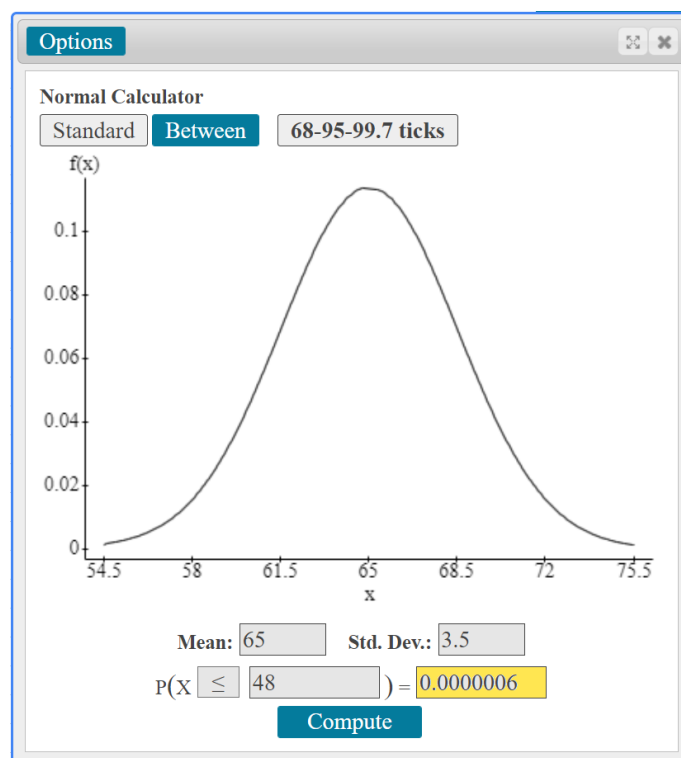 Options
Normal Calculator
Standard Between 68-95-99.7 ticks
f(x)
0.1
0.08
0.06
0.04
0.02
0
54.5 58 61.5 65 68.5 72 75.5
x
Mean: 65 Std. Dev.: 3.5
P(X ≤ 48 ) = 0.0000006
Compute